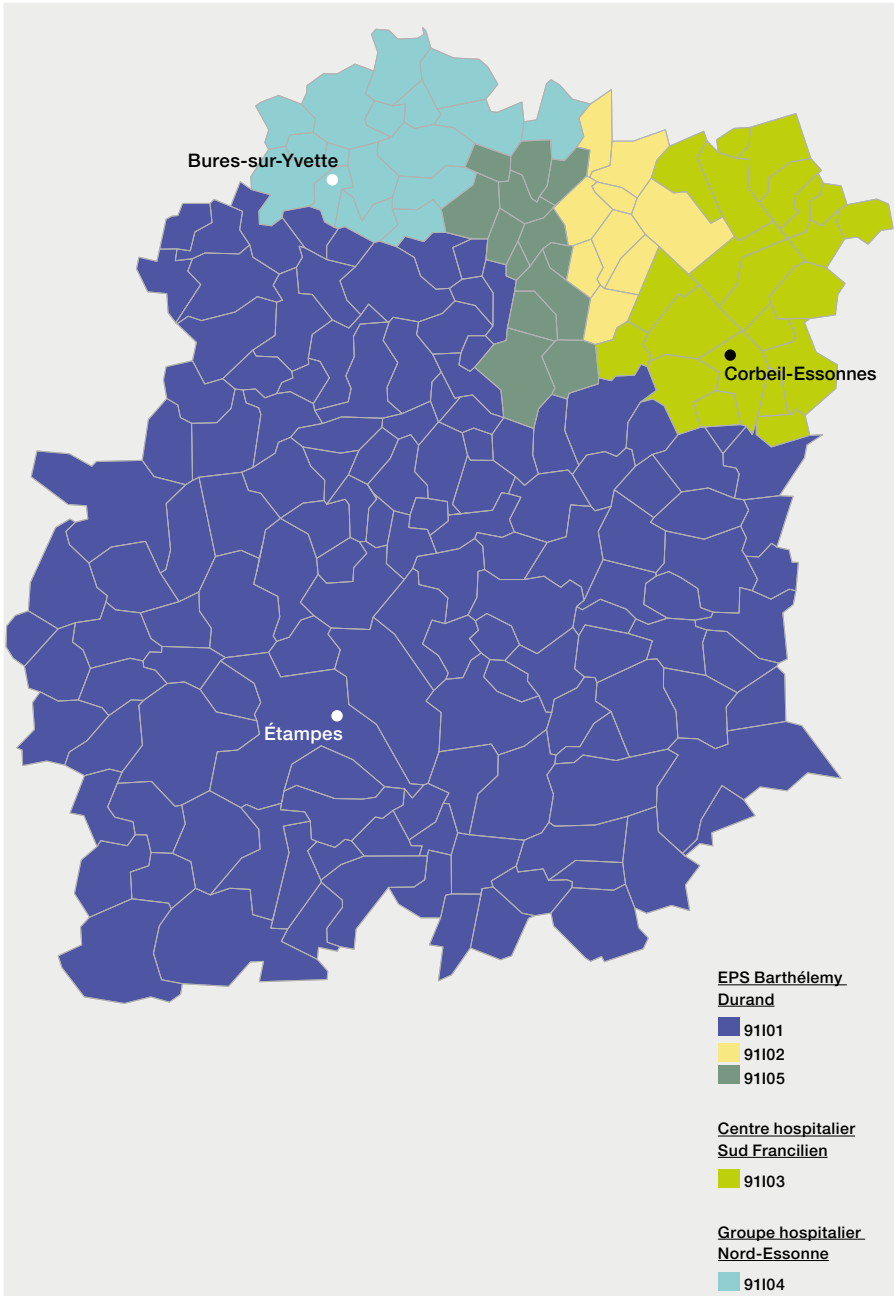 Bures-sur-Yvette
Corbeil-Essonnes
Étampes
EPS Barthélemy
Durand
91I01
91I02
91I05
Centre hospitalier
Sud Francilien
91I03
Groupe hospitalier
Nord-Essonne
91I04